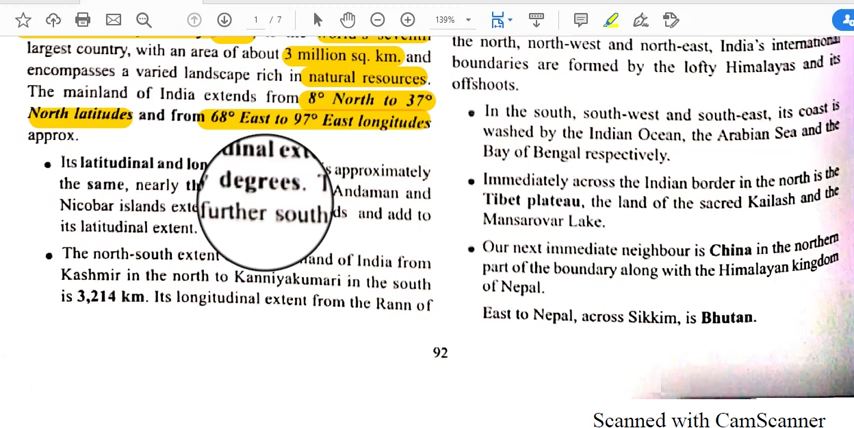 1 / 7
139%
largest country, with an area of about 3 million sq. km, and
encompasses a varied landscape rich in natural resources.
The mainland of India extends from 8° North to 37°
North latitudes and from 68° East to 97° East longitudes
approx.
Its latitudinal and lon dinal ex approximately
the same, nearly degrees. Andaman and
Nicobar islands further south and add to
its latitudinal extent.
The north-south extent of India from
Kashmir in the north to Kanniyakumari in the south
is 3,214 km. Its longitudinal extent from the Rann of
the north, north-west and north-east, India's international
boundaries are formed by the lofty Himalayas and its
offshoots.
In the south, south-west and south-east, its coast is
washed by the Indian Ocean, the Arabian Sea and the
Bay of Bengal respectively.
Immediately across the Indian border in the north is the
Tibet plateau, the land of the sacred Kailash and the
Mansarovar Lake.
Our next immediate neighbour is China in the northern
part of the boundary along with the Himalayan kingdom
of Nepal.
East to Nepal, across Sikkim, is Bhutan.
92
Scanned with CamScanner